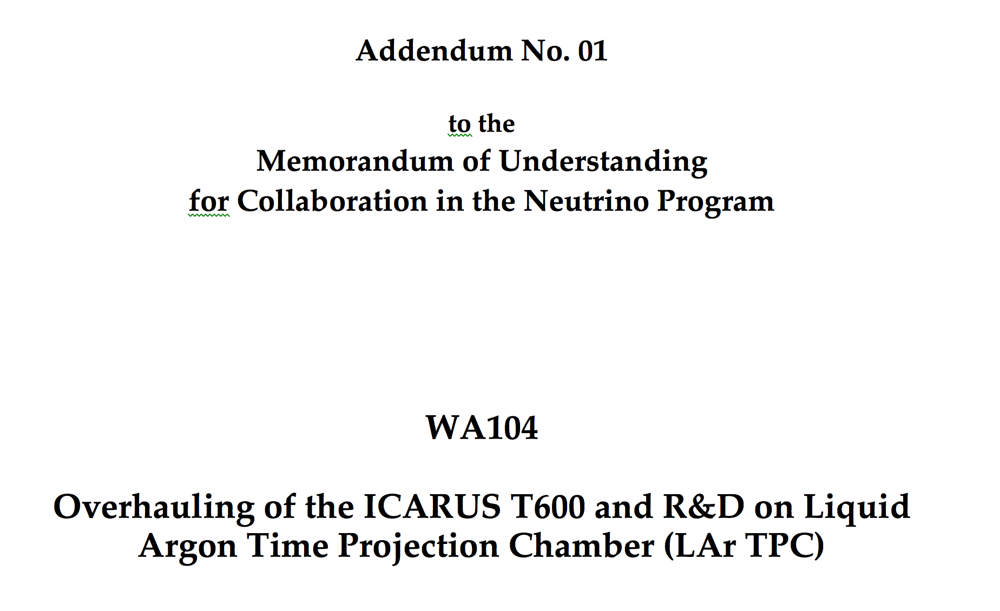 Addendum No. 01
to the
Memorandum of Understanding
for Collaboration in the Neutrino Program
WA104
Overhauling of the ICARUS T600 and R&D on Liquid
Argon Time Projection Chamber (LAr TPC)